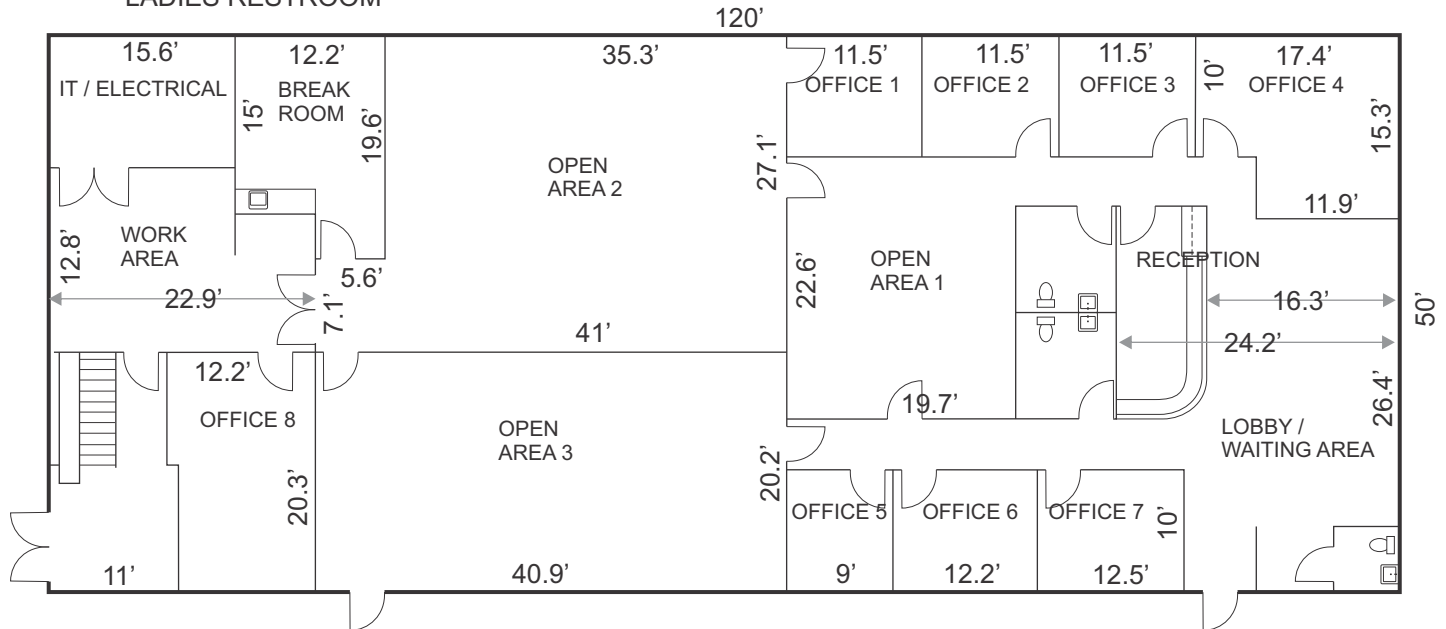 LADIES RESTROOM
120’
15.6’
IT / ELECTRICAL
12.2’
BREAK
ROOM
15’
19.6’
35.3’
OPEN
AREA 2
27.1’
11.5’
OFFICE 1
11.5’
OFFICE 2
11.5’
OFFICE 3
10’
17.4’
OFFICE 4
15.3’
11.9’
12.8’
WORK
AREA
22.9’
5.6’
7.1’
41’
22.6’
OPEN
AREA 1
19.7’
RECEPTION
16.3’
24.2’
50’
26.4’
LOBBY /
WAITING AREA
12.2’
OFFICE 8
20.3’
11’
OPEN
AREA 3
40.9’
20.2’
OFFICE 5
9’
OFFICE 6
12.2’
OFFICE 7
10’
12.5’